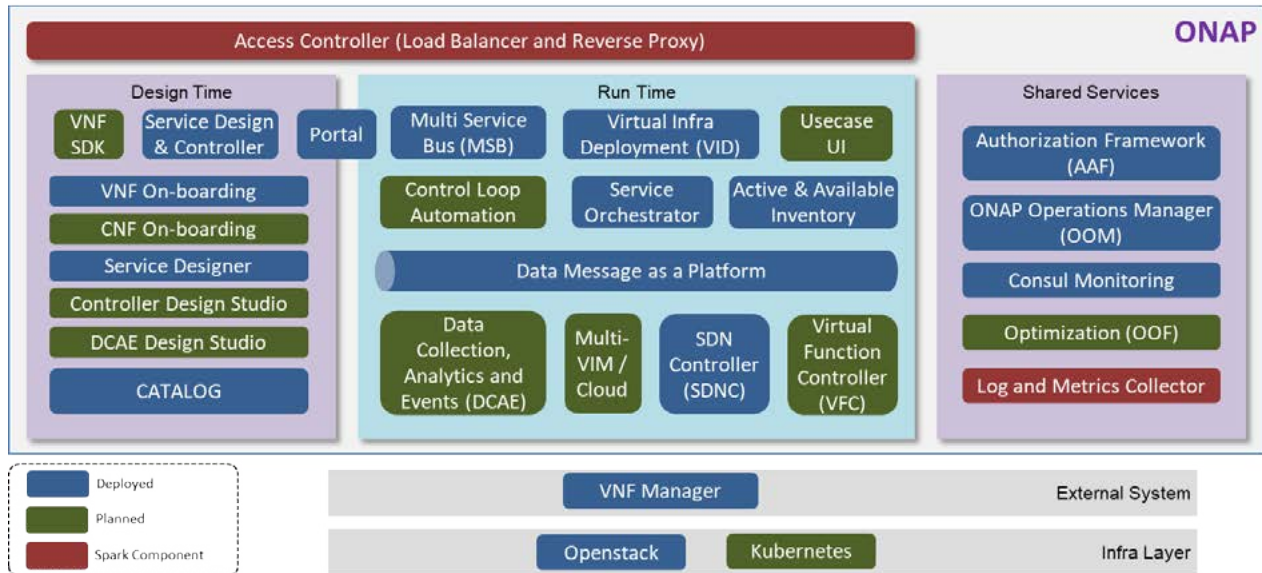 Access Controller (Load Balancer and Reverse Proxy)
ONAP
Design Time
VNF
SDK
Service Design
& Controller
Portal
VNF On-boarding
CNF On-boarding
Service Designer
Controller Design Studio
DCAE Design Studio
CATALOG
Run Time
Multi Service
Bus (MSB)
Virtual Infra
Deployment (VID)
Usecase
UI
Control Loop
Automation
Service
Orchestrator
Active & Available
Inventory
Data Message as a Platform
Data
Collection,
Analytics and
Events (DCAE)
Multi-
VIM /
Cloud
SDN
Controller
(SDNC)
Virtual
Function
Controller
(VFC)
Shared Services
Authorization Framework
(AAF)
ONAP Operations Manager
(OOM)
Consul Monitoring
Optimization (OOF)
Log and Metrics Collector
Deployed
Planned
Spark Component
VNF Manager
External System
Openstack
Kubernetes
Infra Layer